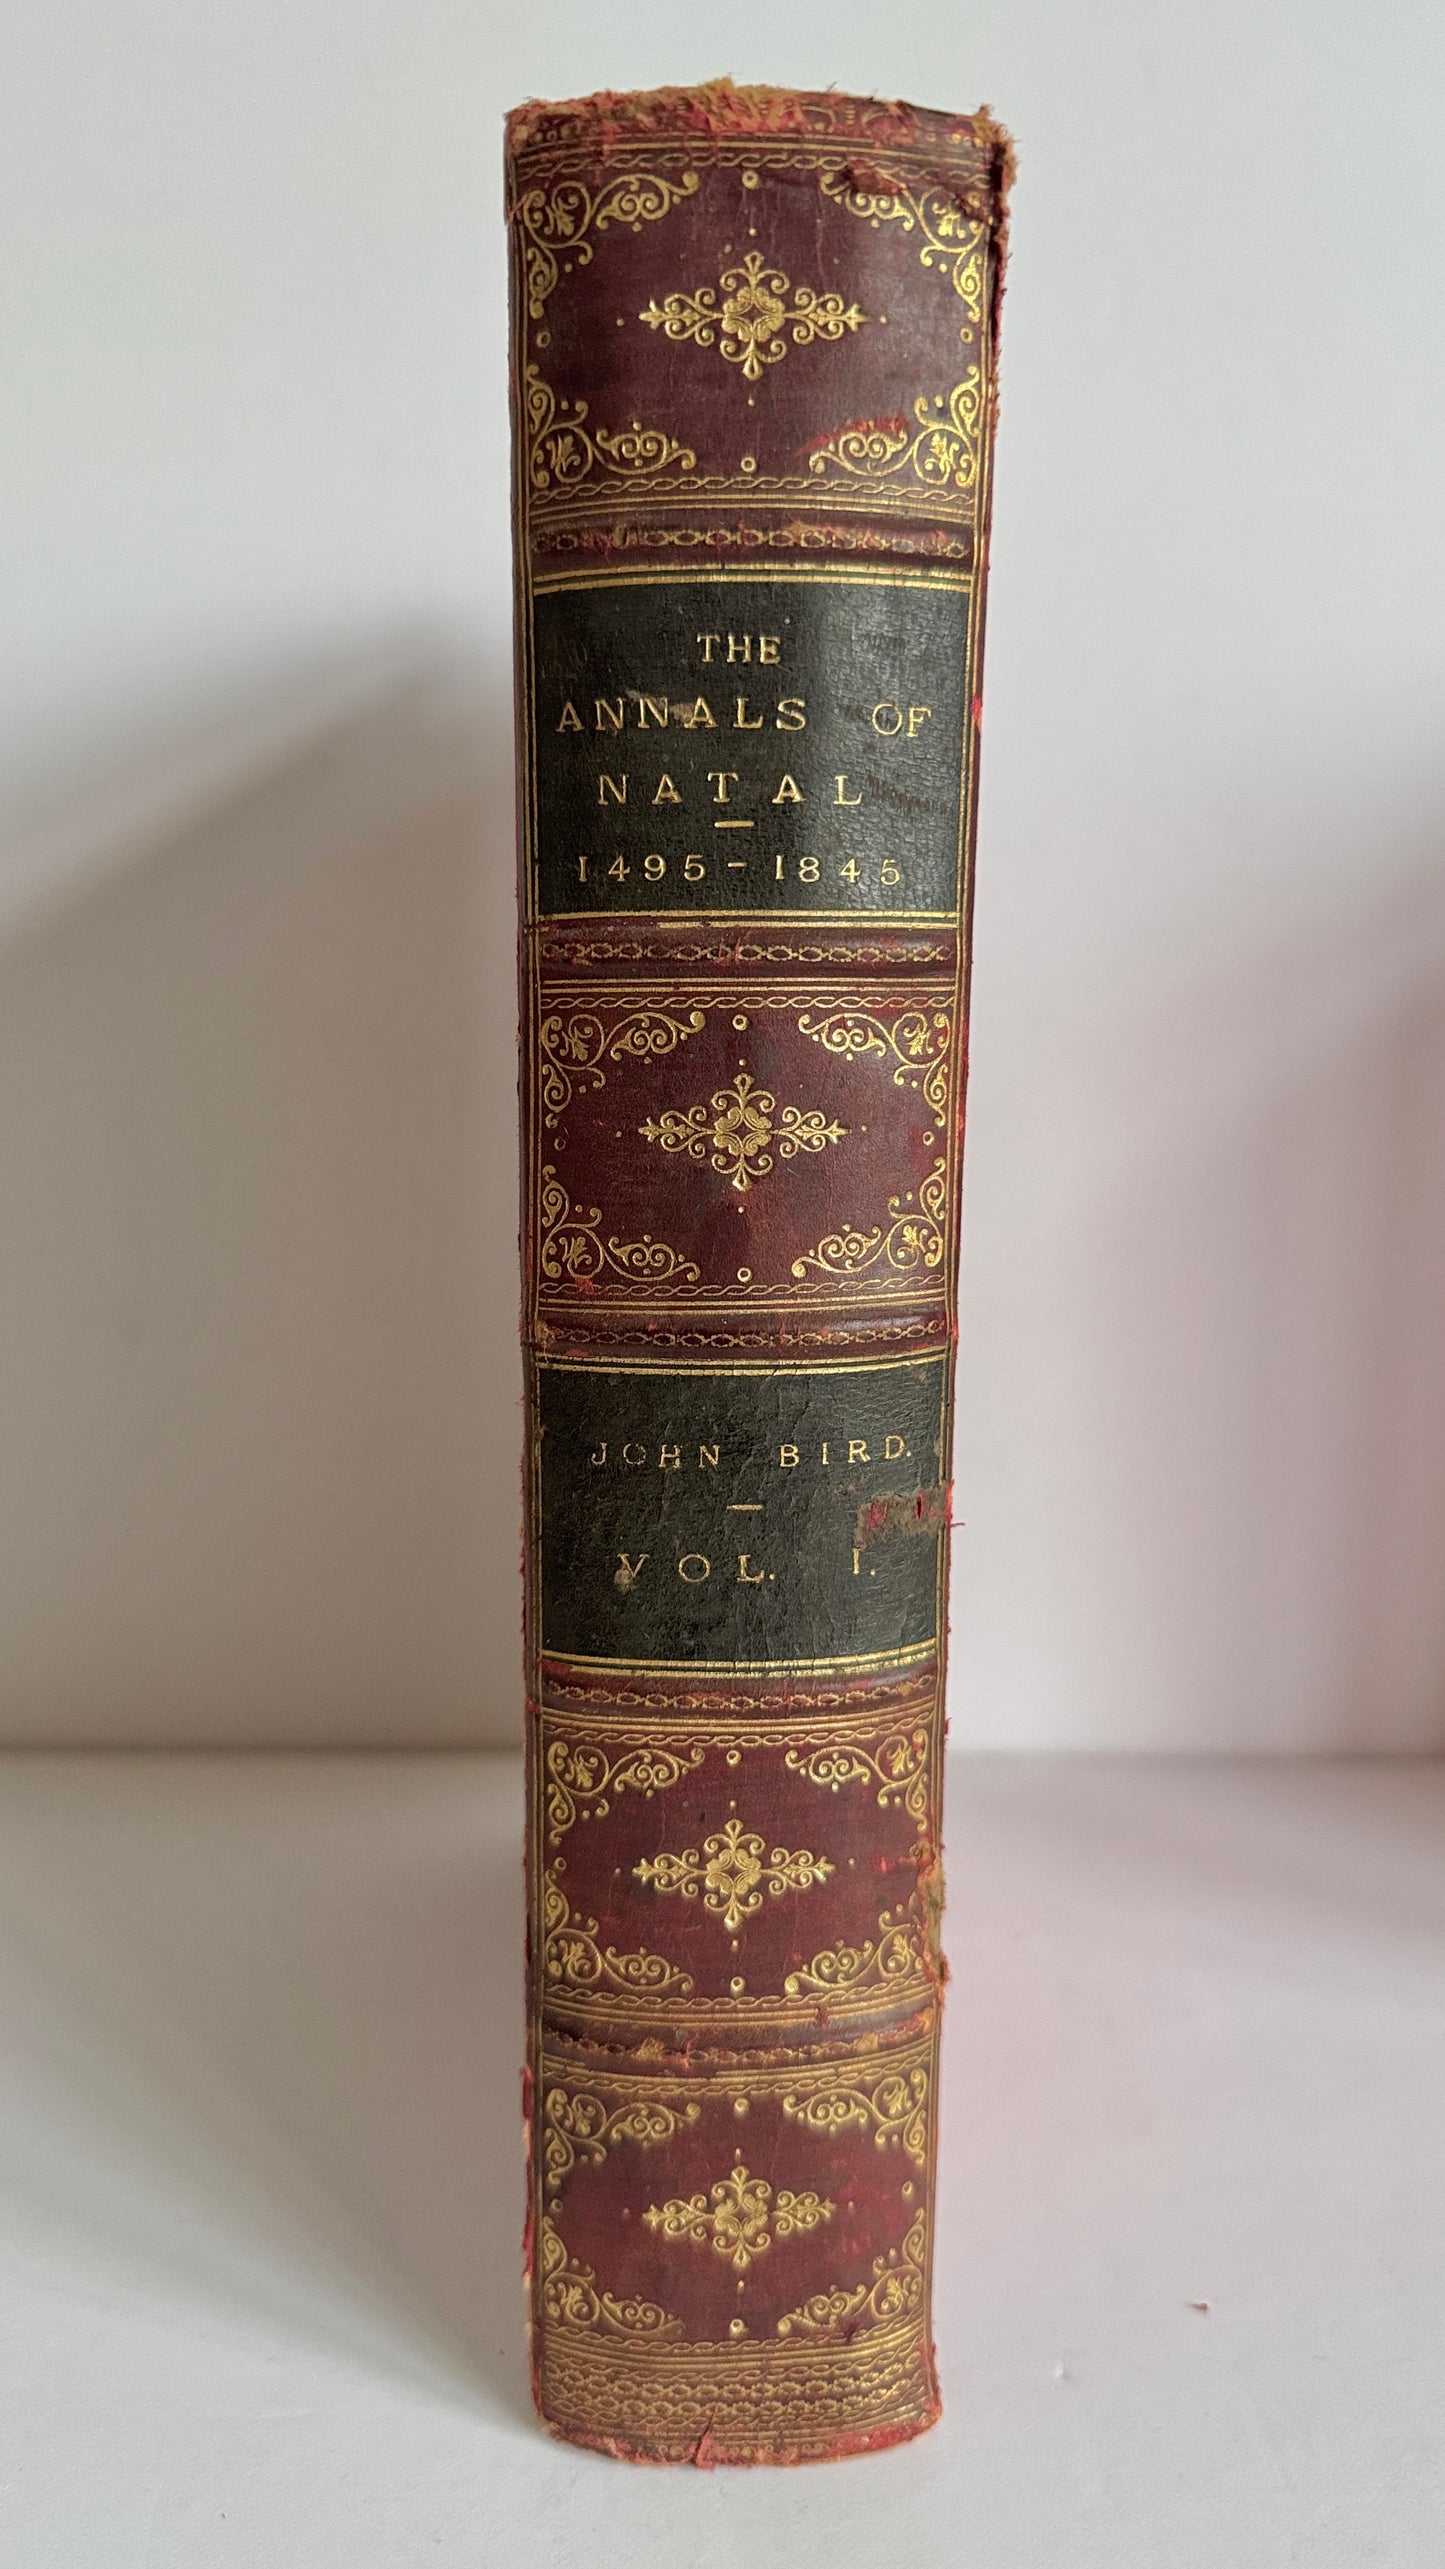 THE
ANNALS OF
NATAL
1495-1845
JOHN BIRD.
VOL. I.